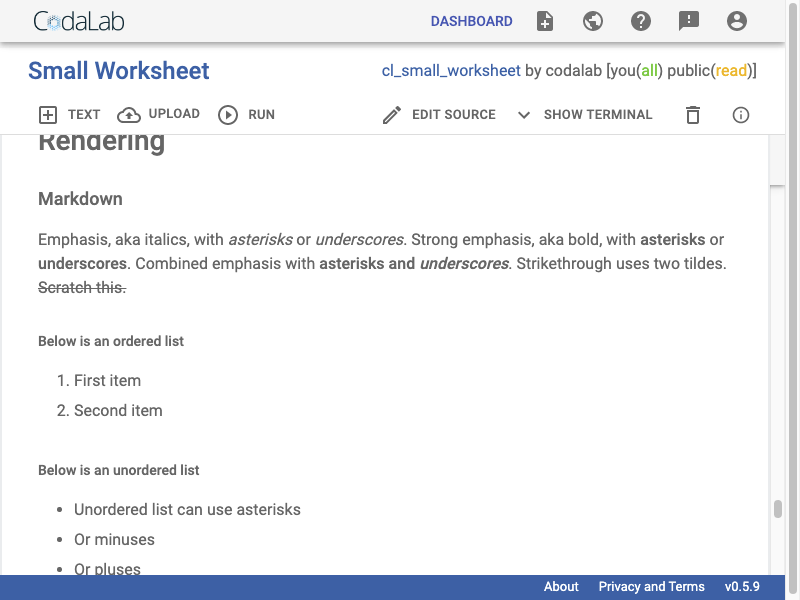 CodaLab DASHBOARD
Small Worksheet cl_small_worksheet by codalab [you(all) public(read)]
TEXT UPLOAD RUN EDIT SOURCE SHOW TERMINAL
Rendering
Markdown
Emphasis, aka italics, with asterisks or underscores. Strong emphasis, aka bold, with asterisks or
underscores. Combined emphasis with asterisks and underscores. Strikethrough uses two tildes.
Scratch this.
Below is an ordered list
1. First item
2. Second item
Below is an unordered list
• Unordered list can use asterisks
• Or minuses
• Or pluses
About Privacy and Terms v0.5.9